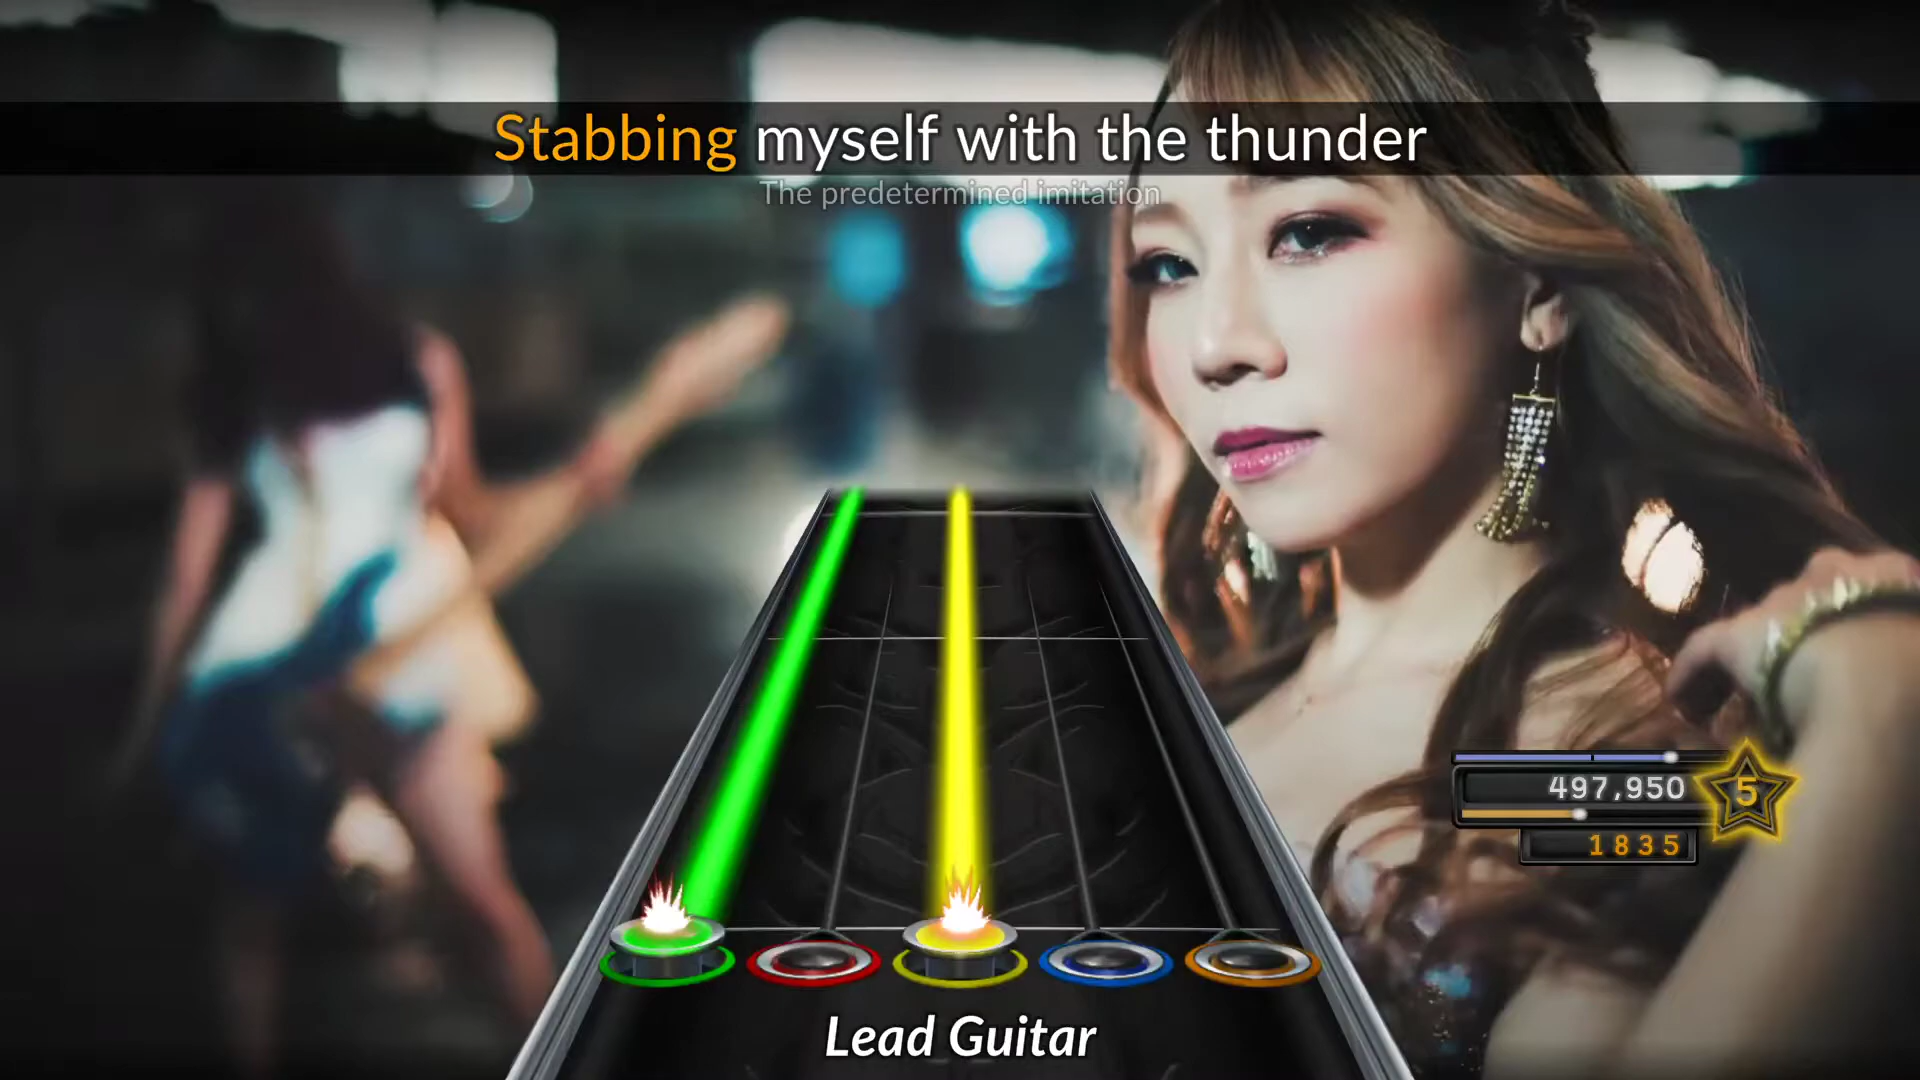 Stabbing myself with the thunder
The predetermined imitation
497,950
5
1835
Lead Guitar